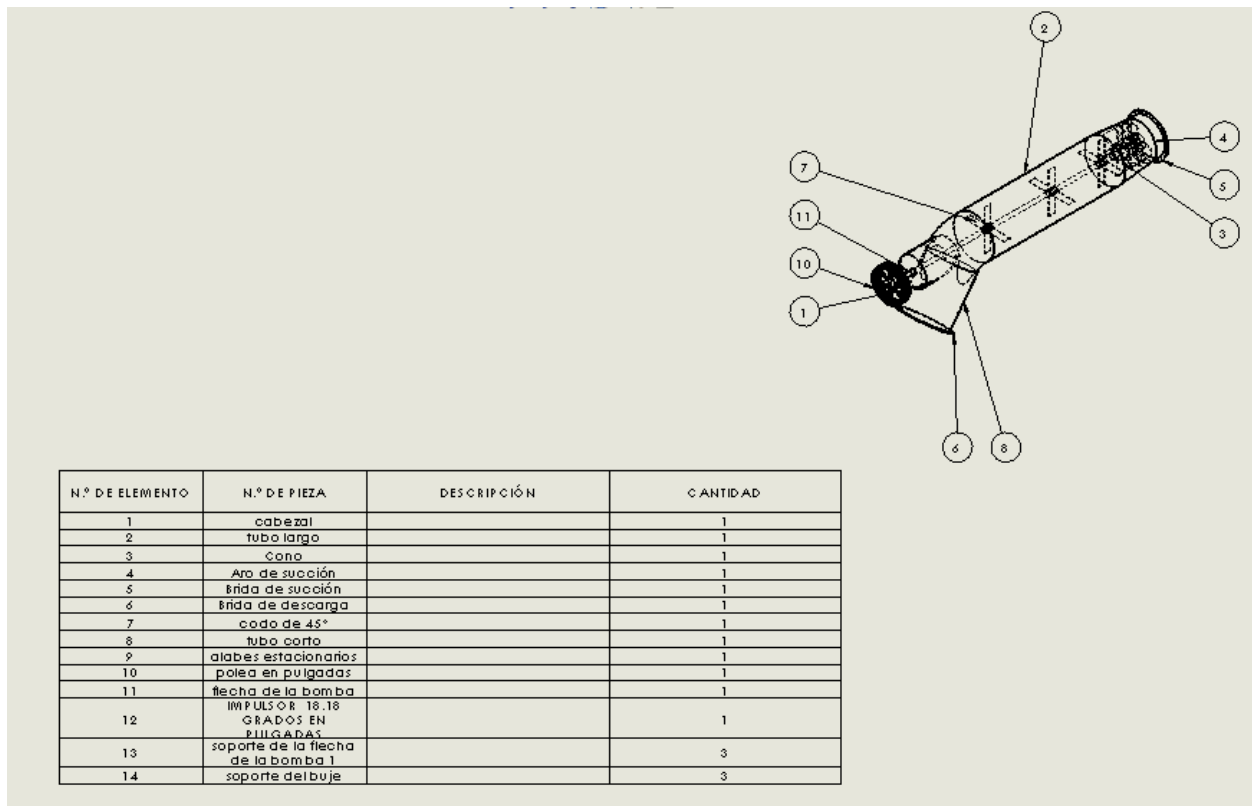 2
4
7
5
11
3
10
1
6
8
N.º DE ELEMENTO N.º DE PIEZA DESCRIPCIÓN CANTIDAD
1 cabezal 1
2 tubo largo 1
3 Cono 1
4 Aro de succión 1
5 Brida de succión 1
6 Brida de descarga 1
7 codo de 45° 1
8 tubo corto 1
9 alabes estacionarios 1
10 polea en pulgadas 1
11 flecha de la bomba 1
12 IMPULSOR 18.18 GRADOS EN PULGADAS 1
13 soporte de la flecha de la bomba 1 3
14 soporte del buje 3